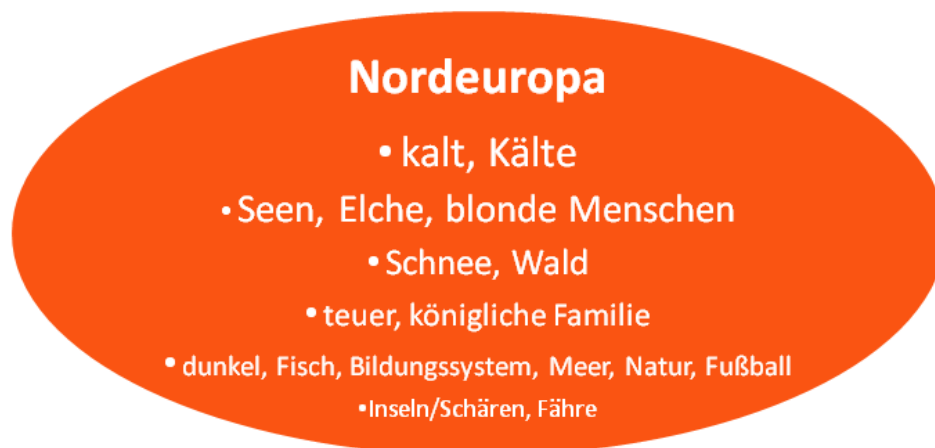 Nordeuropa
•kalt, Kälte
•Seen, Elche, blonde Menschen
•Schnee, Wald
•teuer, königliche Familie
•dunkel, Fisch, Bildungssystem, Meer, Natur, Fußball
•Inseln/Schären, Fähre